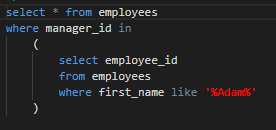 select * from employees
where manager_id in
    (
        select employee_id
        from employees
        where first_name like '%Adam%'
    )